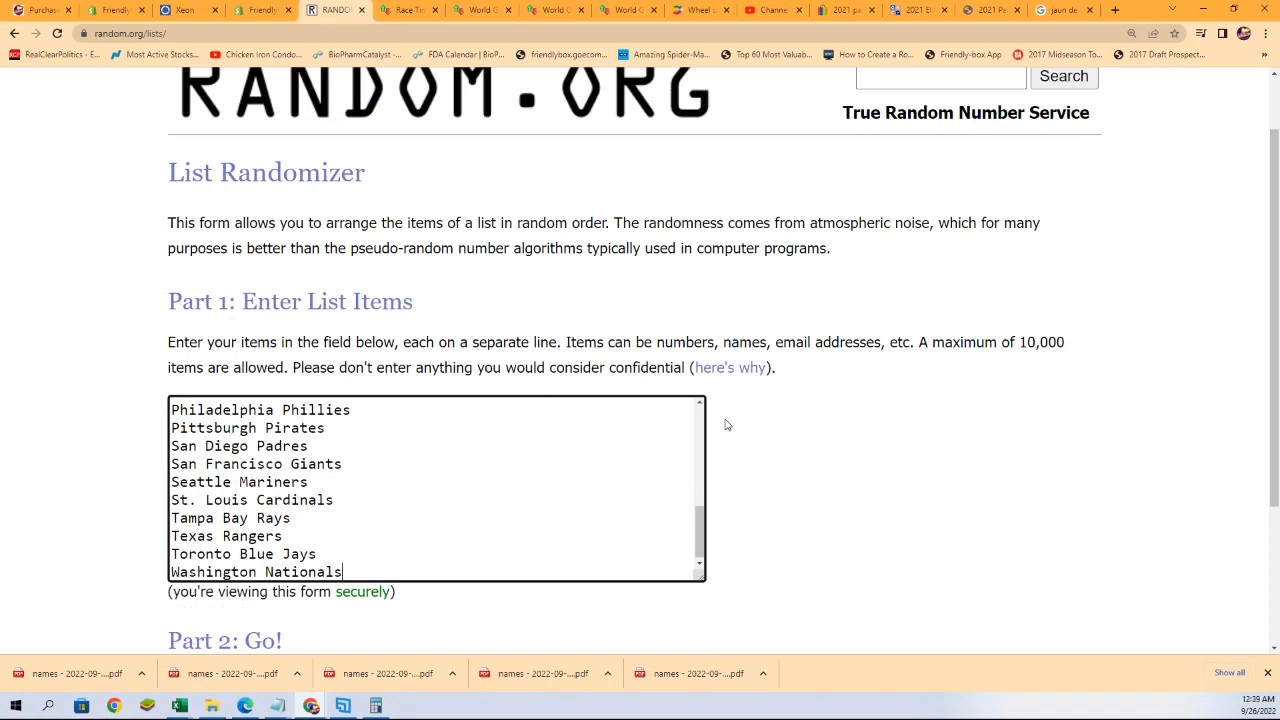 Purchas
Friendly
Xeon
Friendly
RANDO
Race Tin
World G
World G
World G
Wheel o
Channe
2021 pa
2021 Ele
2021 Pa
jaun de
random.org/lists/
RealClearPolitics - E...
Most Active Stocks...
Chicken Iron Condo...
BioPharmCatalyst -...
FDA Calendar | BioP...
friendlybox.goecom...
Amazing Spider-Ma...
Top 60 Most Valuab...
How to Create a Ro...
Friendly-box App
2017 Midseason To...
2017 Draft Prospect...
RANDOM.ORG
Search
True Random Number Service
List Randomizer
This form allows you to arrange the items of a list in random order. The randomness comes from atmospheric noise, which for many
purposes is better than the pseudo-random number algorithms typically used in computer programs.
Part 1: Enter List Items
Enter your items in the field below, each on a separate line. Items can be numbers, names, email addresses, etc. A maximum of 10,000
items are allowed. Please don't enter anything you would consider confidential (here's why).
Philadelphia Phillies
Pittsburgh Pirates
San Diego Padres
San Francisco Giants
Seattle Mariners
St. Louis Cardinals
Tampa Bay Rays
Texas Rangers
Toronto Blue Jays
Washington Nationals
(you're viewing this form securely)
Part 2: Go!
names - 2022-09-....pdf
names - 2022-09-....pdf
names - 2022-09-....pdf
names - 2022-09-....pdf
names - 2022-09-....pdf
Show all
12:39 AM
9/26/2022